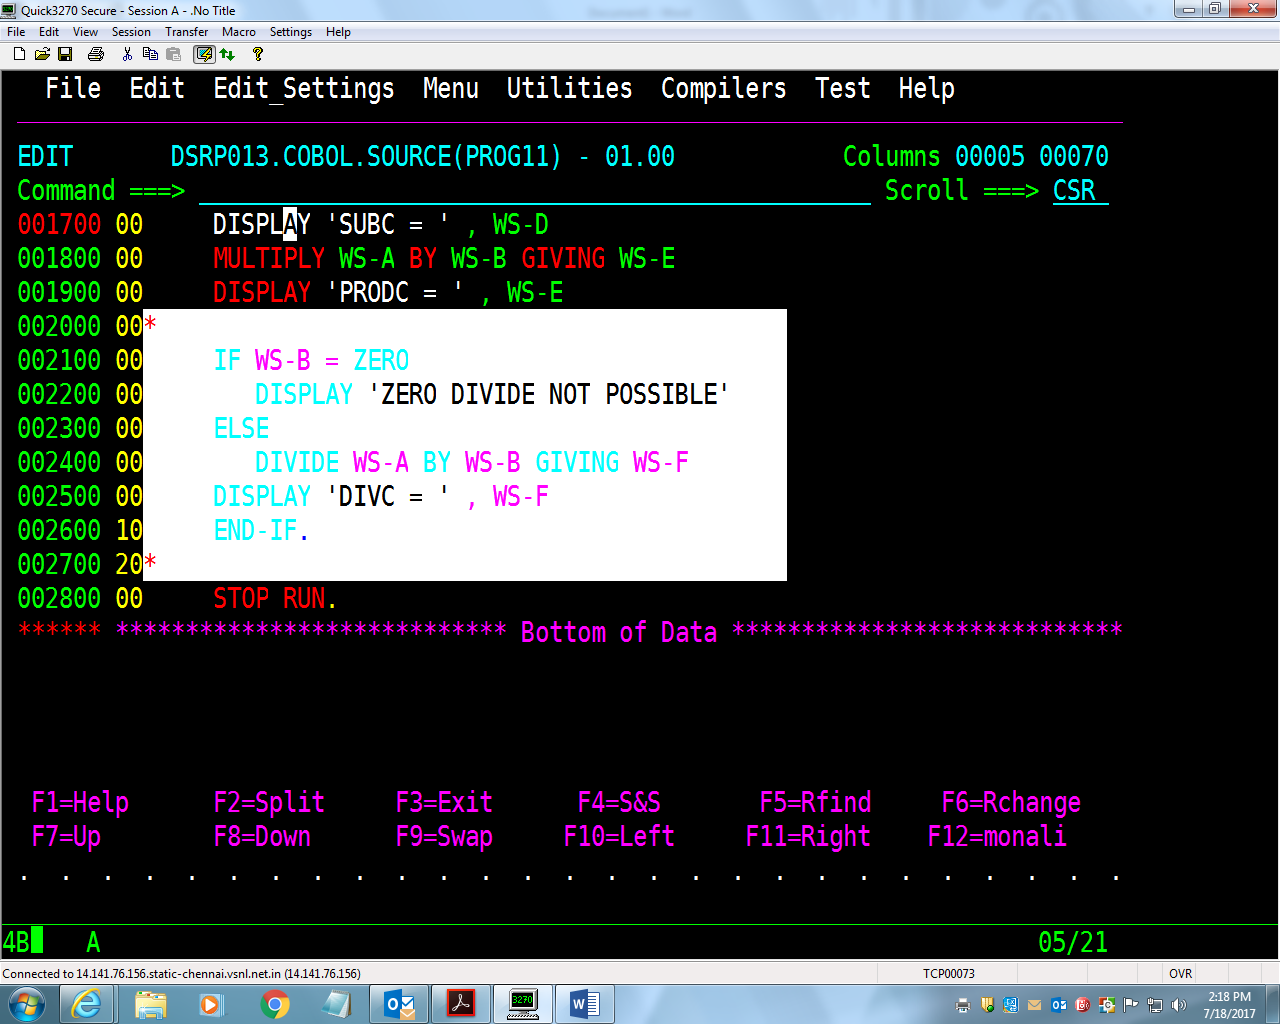 Quick3270 Secure - Session A - .No Title
File Edit View Session Transfer Macro Settings Help
File Edit Edit_Settings Menu Utilities Compilers Test Help
EDIT DSRP013.COBOL.SOURCE(PROG11) - 01.00 Columns 00005 00070
Command ===> Scroll ===> CSR
001700 00 DISPLAY 'SUBC = ' , WS-D
001800 00 MULTIPLY WS-A BY WS-B GIVING WS-E
001900 00 DISPLAY 'PRODC = ' , WS-E
002000 00*
002100 00 IF WS-B = ZERO
002200 00 DISPLAY 'ZERO DIVIDE NOT POSSIBLE'
002300 00 ELSE
002400 00 DIVIDE WS-A BY WS-B GIVING WS-F
002500 00 DISPLAY 'DIVC = ' , WS-F
002600 10 END-IF.
002700 20*
002800 00 STOP RUN.
****** **************************** Bottom of Data ****************************
F1=Help F2=Split F3=Exit F4=S&S F5=Rfind F6=Rchange
F7=Up F8=Down F9=Swap F10=Left F11=Right F12=monali
. . . . . . . . . . . . . . . . . . . . . . . . . . .
4B A 05/21
Connected to 14.141.76.156.static-chennai.vsnl.net.in (14.141.76.156) TCP00073 OVR
3270
2:18 PM
7/18/2017